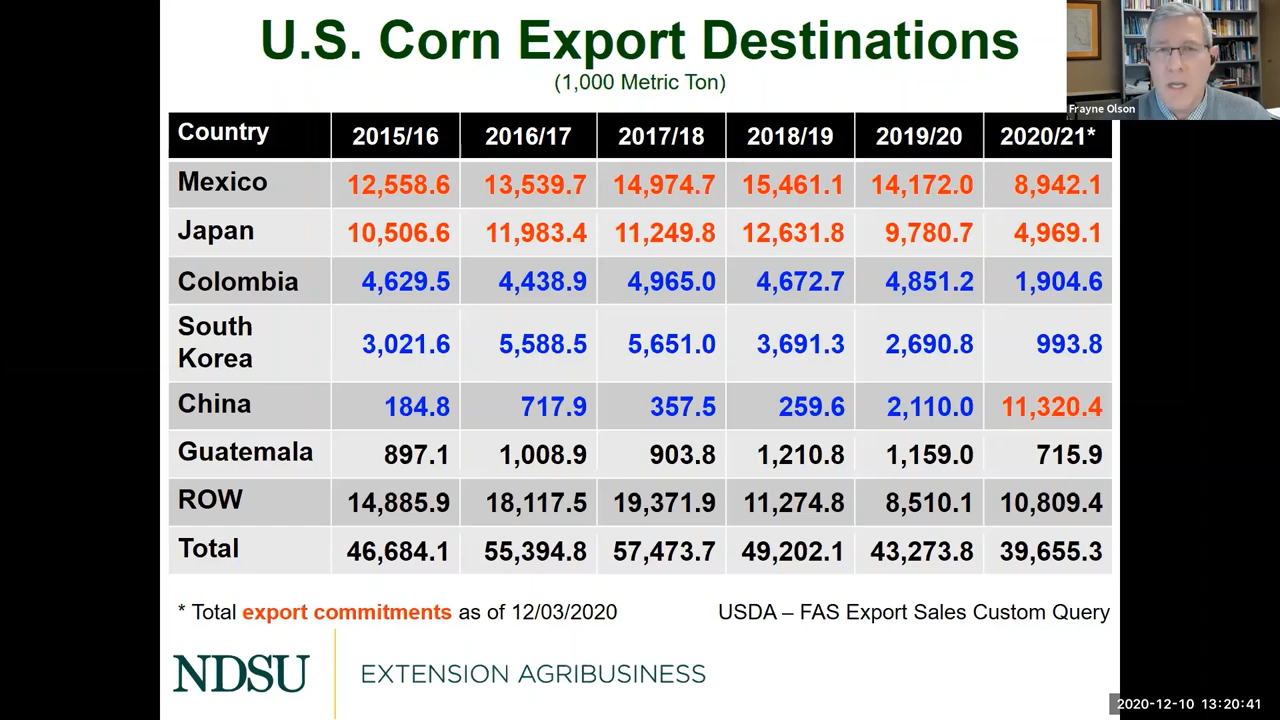 U.S. Corn Export Destinations
(1,000 Metric Ton)
Frayne Olson
Country 2015/16 2016/17 2017/18 2018/19 2019/20 2020/21*
Mexico 12,558.6 13,539.7 14,974.7 15,461.1 14,172.0 8,942.1
Japan 10,506.6 11,983.4 11,249.8 12,631.8 9,780.7 4,969.1
Colombia 4,629.5 4,438.9 4,965.0 4,672.7 4,851.2 1,904.6
South
Korea 3,021.6 5,588.5 5,651.0 3,691.3 2,690.8 993.8
China 184.8 717.9 357.5 259.6 2,110.0 11,320.4
Guatemala 897.1 1,008.9 903.8 1,210.8 1,159.0 715.9
ROW 14,885.9 18,117.5 19,371.9 11,274.8 8,510.1 10,809.4
Total 46,684.1 55,394.8 57,473.7 49,202.1 43,273.8 39,655.3
* Total export commitments as of 12/03/2020 USDA – FAS Export Sales Custom Query
NDSU EXTENSION AGRIBUSINESS
2020-12-10 13:20:41